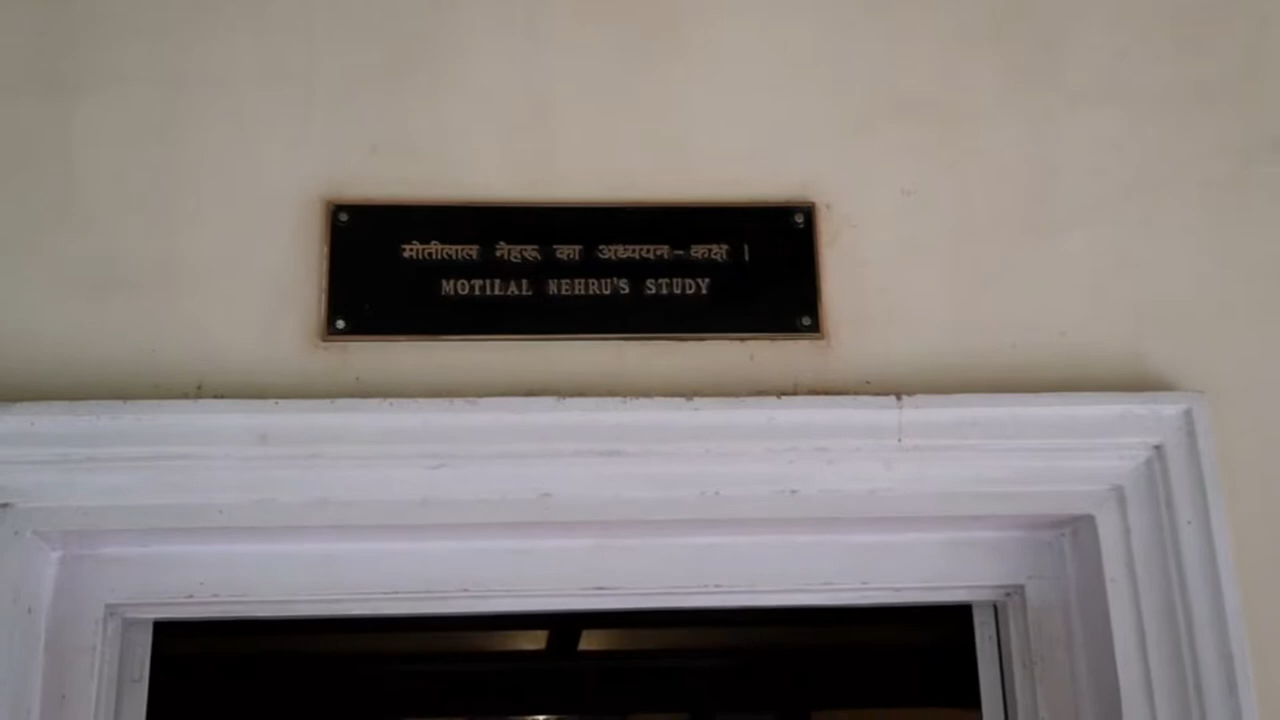 मोतीलाल नेहरू का अध्ययन-कक्ष ।
MOTILAL NEHRU'S STUDY